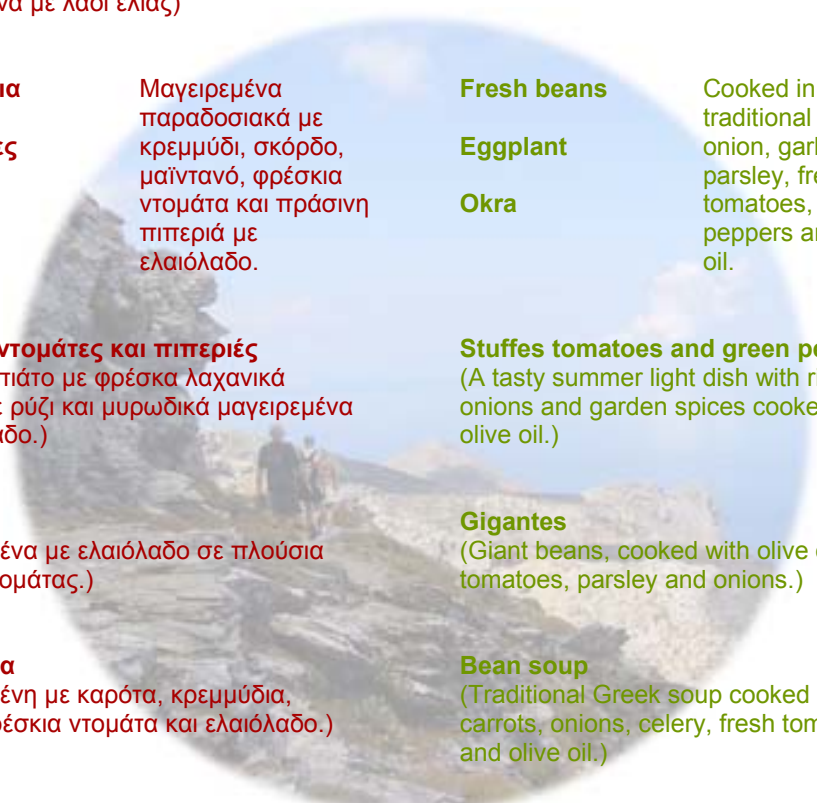 να με λάδι ελιάς)
ια
ες
Μαγειρεμένα
παραδοσιακά με
κρεμμύδι, σκόρδο,
μαϊντανό, φρέσκια
ντομάτα και πράσινη
πιπεριά με
ελαιόλαδο.
Fresh beans
Eggplant
Okra
Cooked in
traditional
onion, garl
parsley, fre
tomatoes,
peppers a
oil.
ντομάτες και πιπεριές
πιάτο με φρέσκα λαχανικά
ε ρύζι και μυρωδικά μαγειρεμένα
αδο.)
Stuffes tomatoes and green pe
(A tasty summer light dish with r
onions and garden spices cooke
olive oil.)
ένα με ελαιόλαδο σε πλούσια
τομάτας.)
Gigantes
(Giant beans, cooked with olive
tomatoes, parsley and onions.)
α
ένη με καρότα, κρεμμύδια,
ρέσκια ντομάτα και ελαιόλαδο.)
Bean soup
(Traditional Greek soup cooked
carrots, onions, celery, fresh tom
and olive oil.)